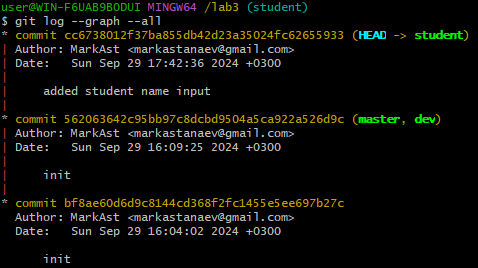 user@WIN-F6UAB9BODUI MINGW64 /lab3 (student)
$ git log --graph --all
* commit cc6738012f37ba855db42d23a35024fc62655933 (HEAD -> student)
| Author: MarkAst <markastanaev@gmail.com>
| Date:   Sun Sep 29 17:42:36 2024 +0300
|
|     added student name input
|
* commit 562063642c95bb97c8dcbd9504a5ca922a526d9c (master, dev)
| Author: MarkAst <markastanaev@gmail.com>
| Date:   Sun Sep 29 16:09:25 2024 +0300
|
|     init
|
* commit bf8ae60d6d9c8144cd368f2fc1455e5ee697b27c
  Author: MarkAst <markastanaev@gmail.com>
  Date:   Sun Sep 29 16:04:02 2024 +0300

      init